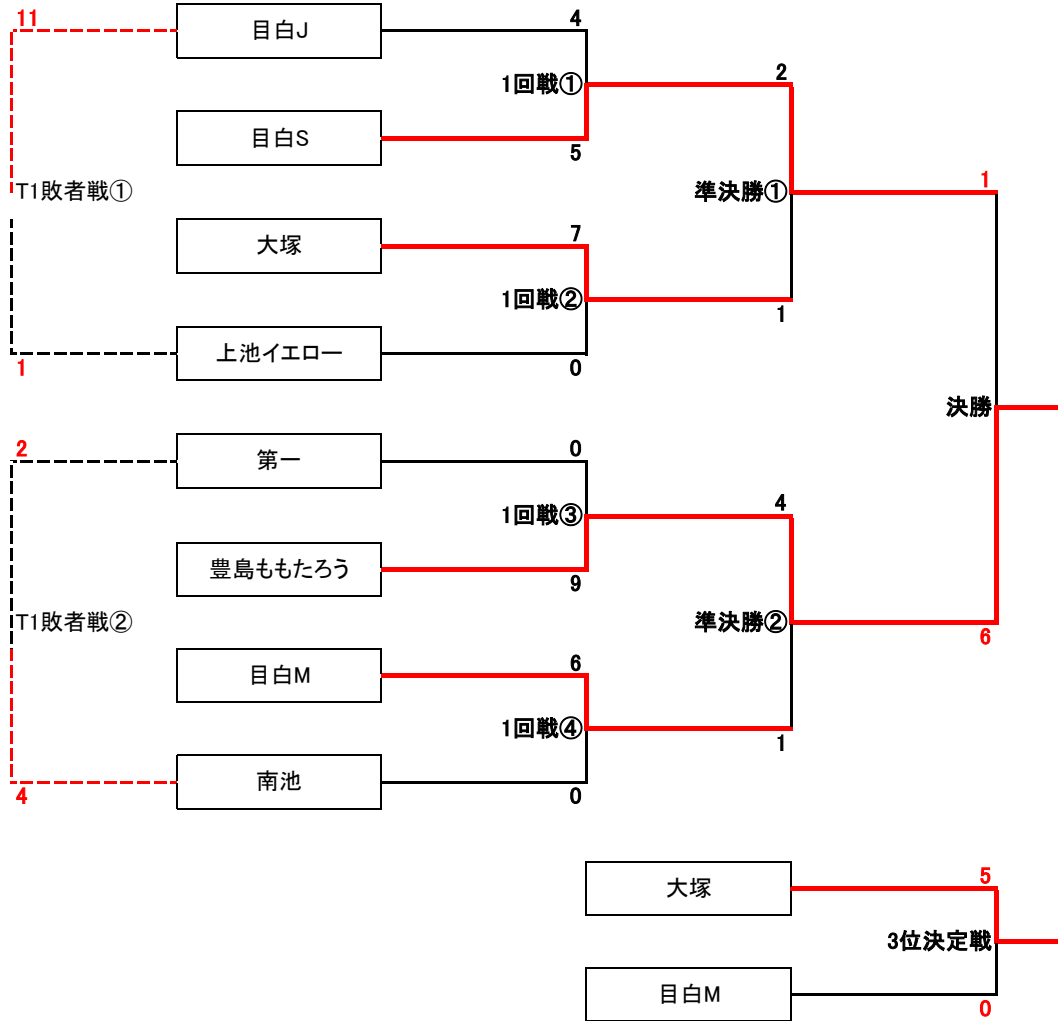 11
目白J
4
1回戦①
2
目白S
5
T1敗者戦①
準決勝①
1
大塚
7
1回戦②
1
上池イエロー
1
0
決勝
2
第一
0
1回戦③
4
豊島ももたろう
9
T1敗者戦②
準決勝②
6
目白M
6
1回戦④
1
南池
4
0
大塚
5
3位決定戦
目白M
0